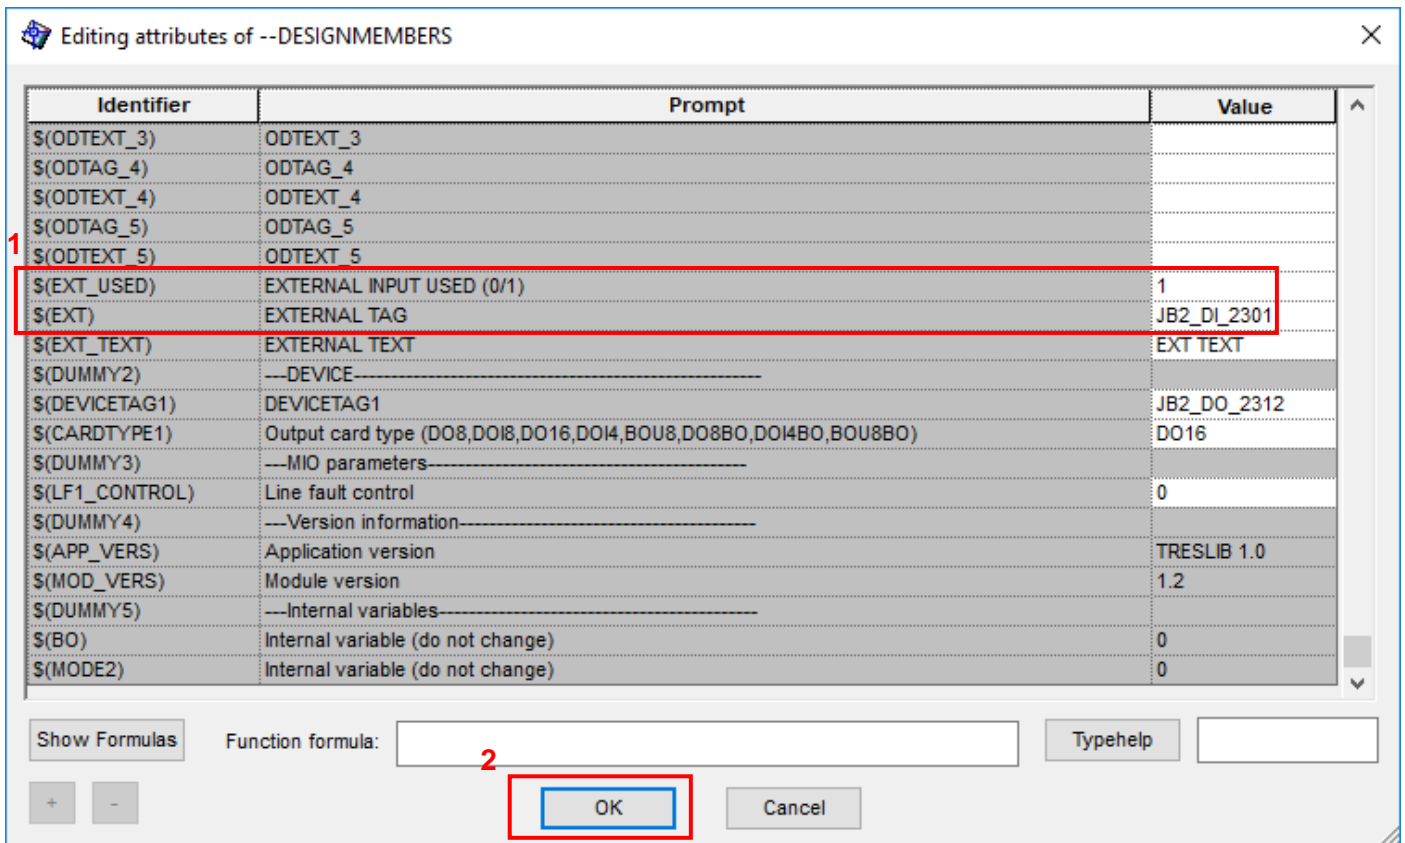 Editing attributes of --DESIGNMEMBERS
Identifier Prompt Value
$(ODTEXT_3) ODTEXT_3
$(ODTAG_4) ODTAG_4
$(ODTEXT_4) ODTEXT_4
$(ODTAG_5) ODTAG_5
1
$(ODTEXT_5) ODTEXT_5
$(EXT_USED) EXTERNAL INPUT USED (0/1) 1
$(EXT) EXTERNAL TAG JB2_DI_2301
$(EXT_TEXT) EXTERNAL TEXT EXT TEXT
$(DUMMY2) ---DEVICE-----------------------------------------------------------
$(DEVICETAG1) DEVICETAG1 JB2_DO_2312
$(CARDTYPE1) Output card type (DO8,DOI8,DO16,DOI4,BOU8,DO8BO,DOI4BO,BOU8BO) DO16
$(DUMMY3) ---MIO parameters----------------------------------------------
$(LF1_CONTROL) Line fault control 0
$(DUMMY4) ---Version information-------------------------------------------
$(APP_VERS) Application version TRESLIB 1.0
$(MOD_VERS) Module version 1.2
$(DUMMY5) ---Internal variables----------------------------------------------
$(BO) Internal variable (do not change) 0
$(MODE2) Internal variable (do not change) 0
Show Formulas Function formula: Typehelp
2
+ - OK Cancel